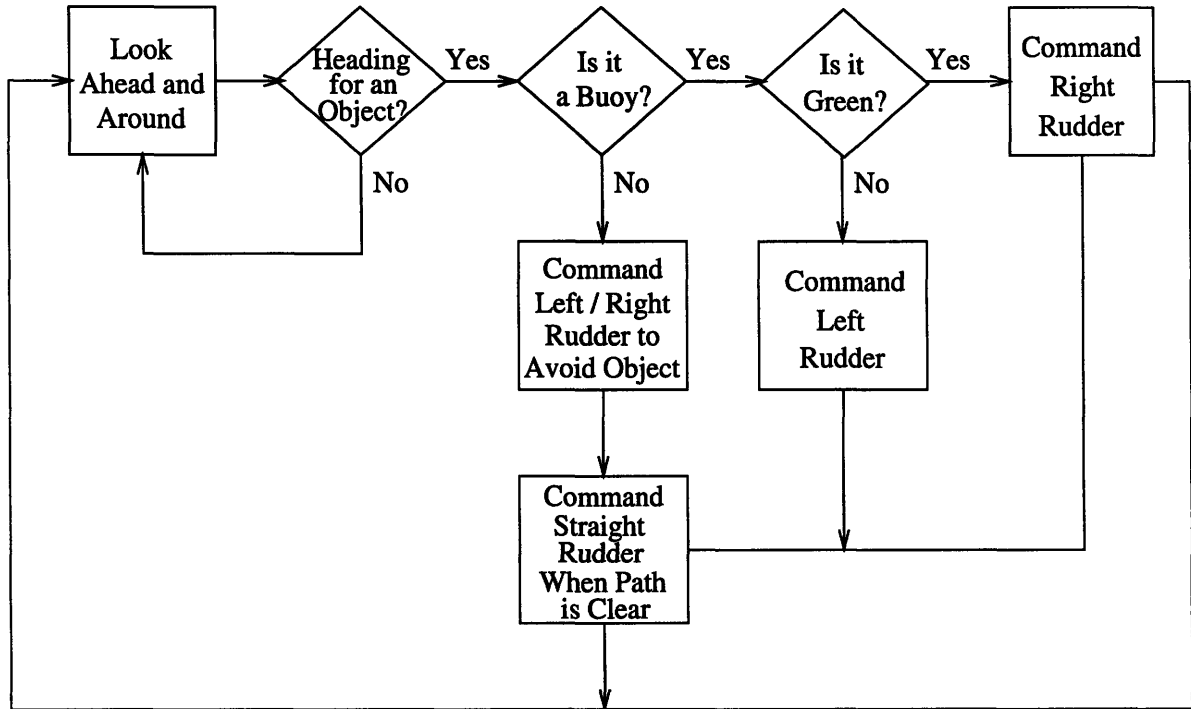 Look
Ahead and
Around
Heading
for an
Object?
Yes
No
Is it
a Buoy?
Yes
No
Is it
Green?
Yes
No
Command
Right
Rudder
Command
Left / Right
Rudder to
Avoid Object
Command
Left
Rudder
Command
Straight
Rudder
When Path
is Clear